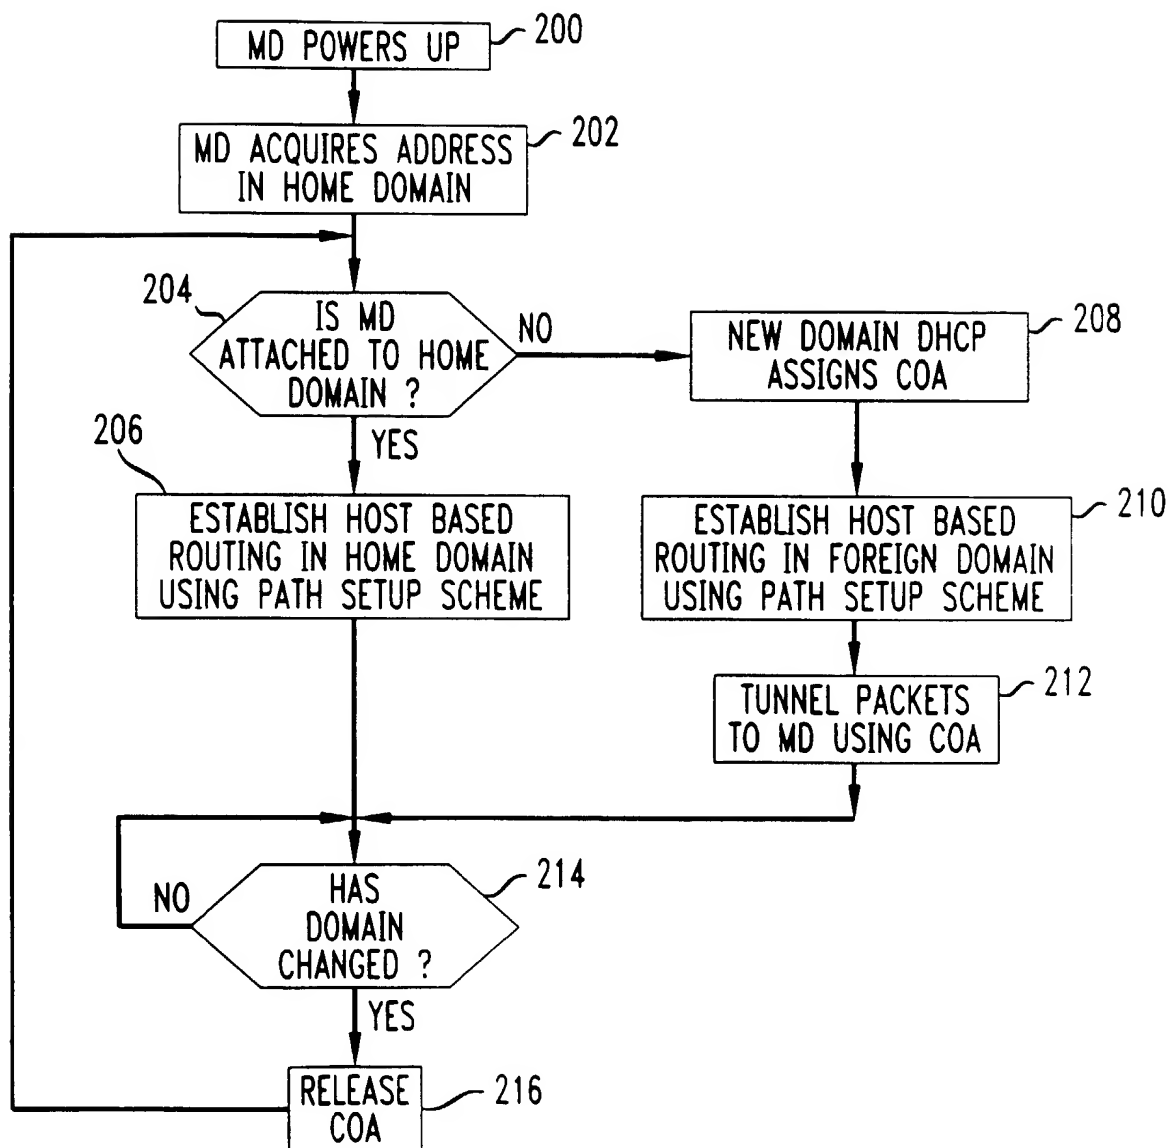 MD POWERS UP
200
MD ACQUIRES ADDRESS
IN HOME DOMAIN
202
204
IS MD
ATTACHED TO HOME
DOMAIN ?
NO
YES
NEW DOMAIN DHCP
ASSIGNS COA
208
206
ESTABLISH HOST BASED
ROUTING IN HOME DOMAIN
USING PATH SETUP SCHEME
ESTABLISH HOST BASED
ROUTING IN FOREIGN DOMAIN
USING PATH SETUP SCHEME
210
TUNNEL PACKETS
TO MD USING COA
212
HAS
DOMAIN
CHANGED ?
214
NO
YES
RELEASE
COA
216